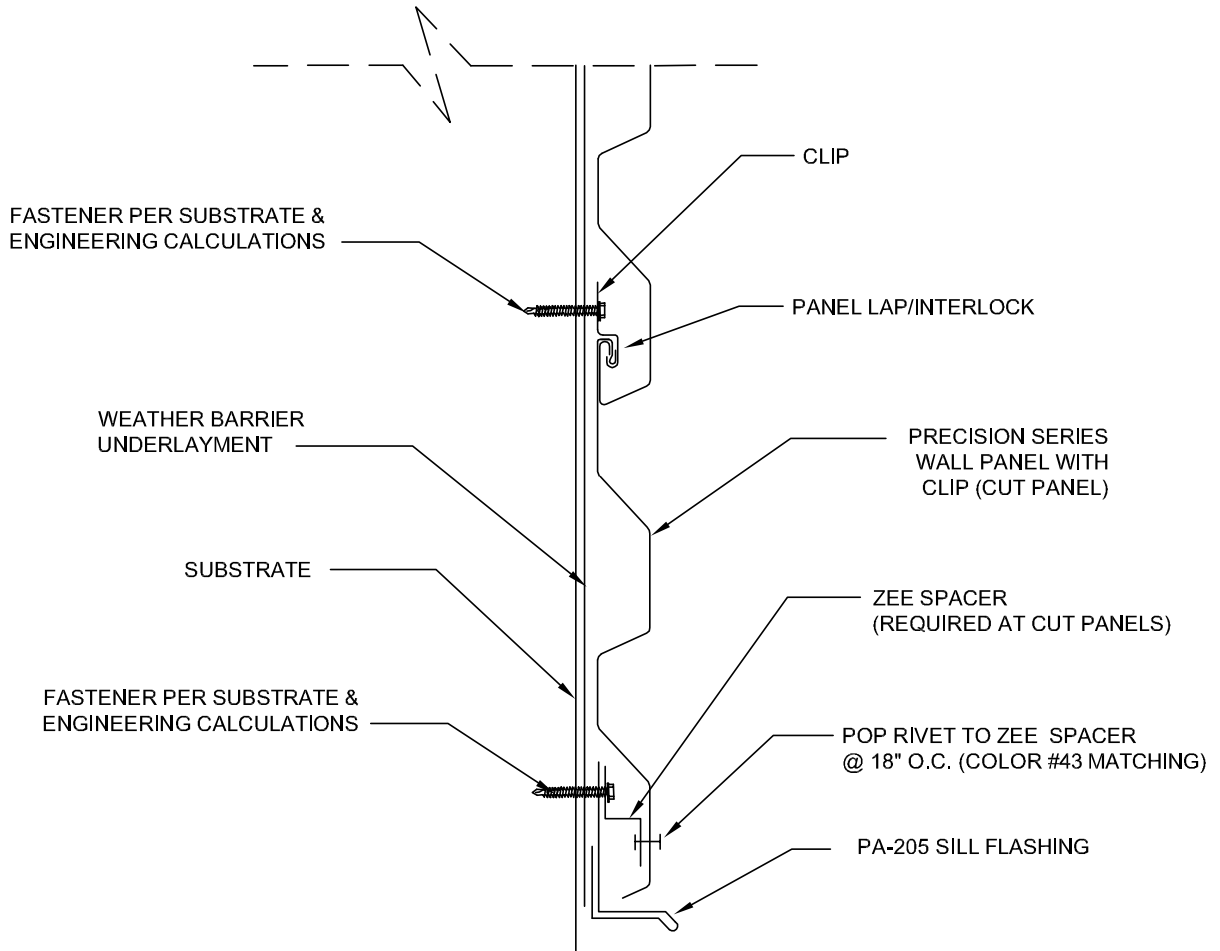 CLIP
FASTENER PER SUBSTRATE &
ENGINEERING CALCULATIONS
PANEL LAP/INTERLOCK
WEATHER BARRIER
UNDERLAYMENT
PRECISION SERIES
WALL PANEL WITH
CLIP (CUT PANEL)
SUBSTRATE
ZEE SPACER
(REQUIRED AT CUT PANELS)
FASTENER PER SUBSTRATE &
ENGINEERING CALCULATIONS
POP RIVET TO ZEE SPACER
@ 18" O.C. (COLOR #43 MATCHING)
PA-205 SILL FLASHING